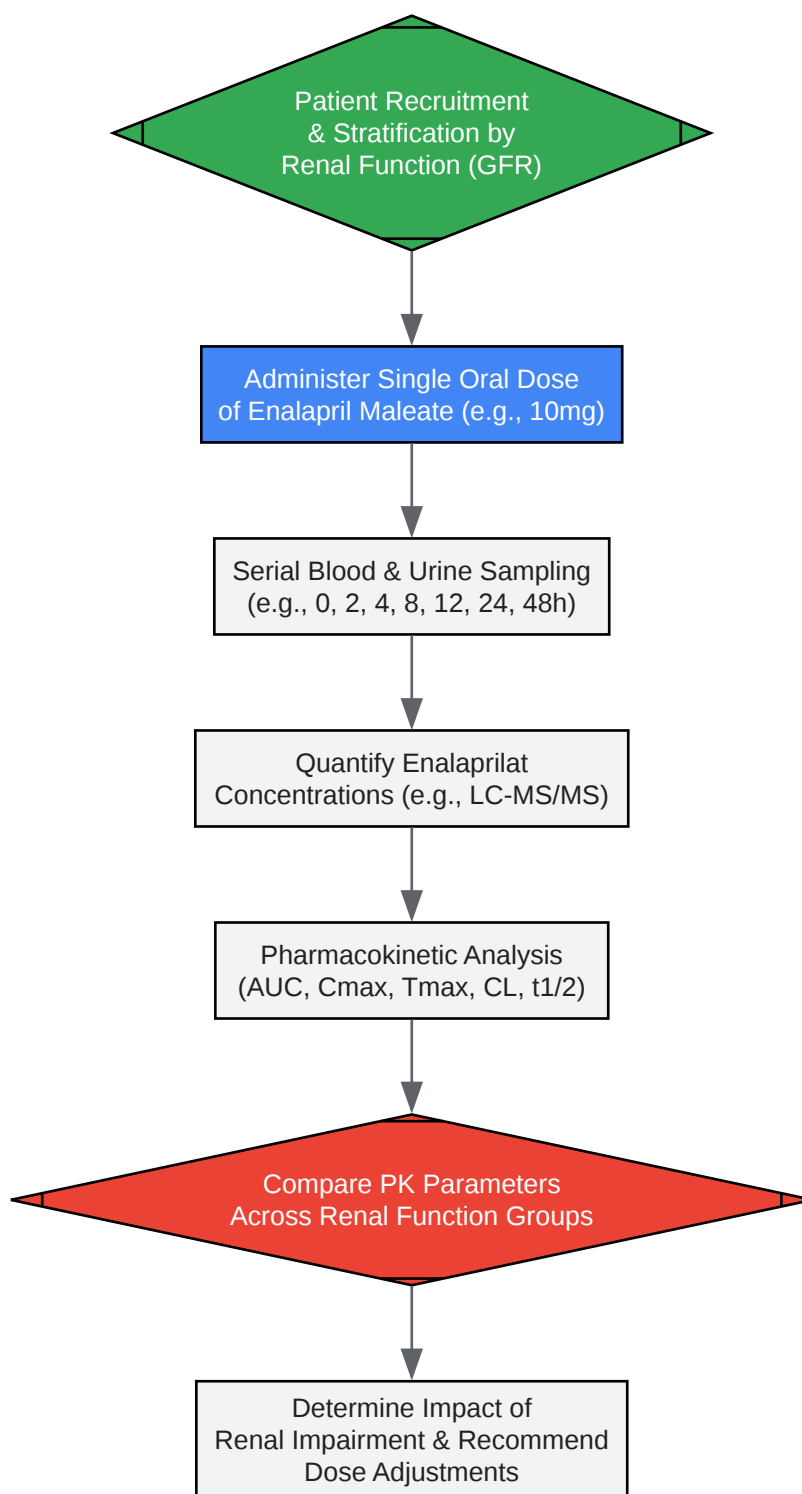 Patient Recruitment
& Stratification by
Renal Function (GFR)
Administer Single Oral Dose
of Enalapril Maleate (e.g., 10mg)
Serial Blood & Urine Sampling
(e.g., 0, 2, 4, 8, 12, 24, 48h)
Quantify Enalaprilat
Concentrations (e.g., LC-MS/MS)
Pharmacokinetic Analysis
(AUC, Cmax, Tmax, CL, t1/2)
Compare PK Parameters
Across Renal Function Groups
Determine Impact of
Renal Impairment & Recommend
Dose Adjustments